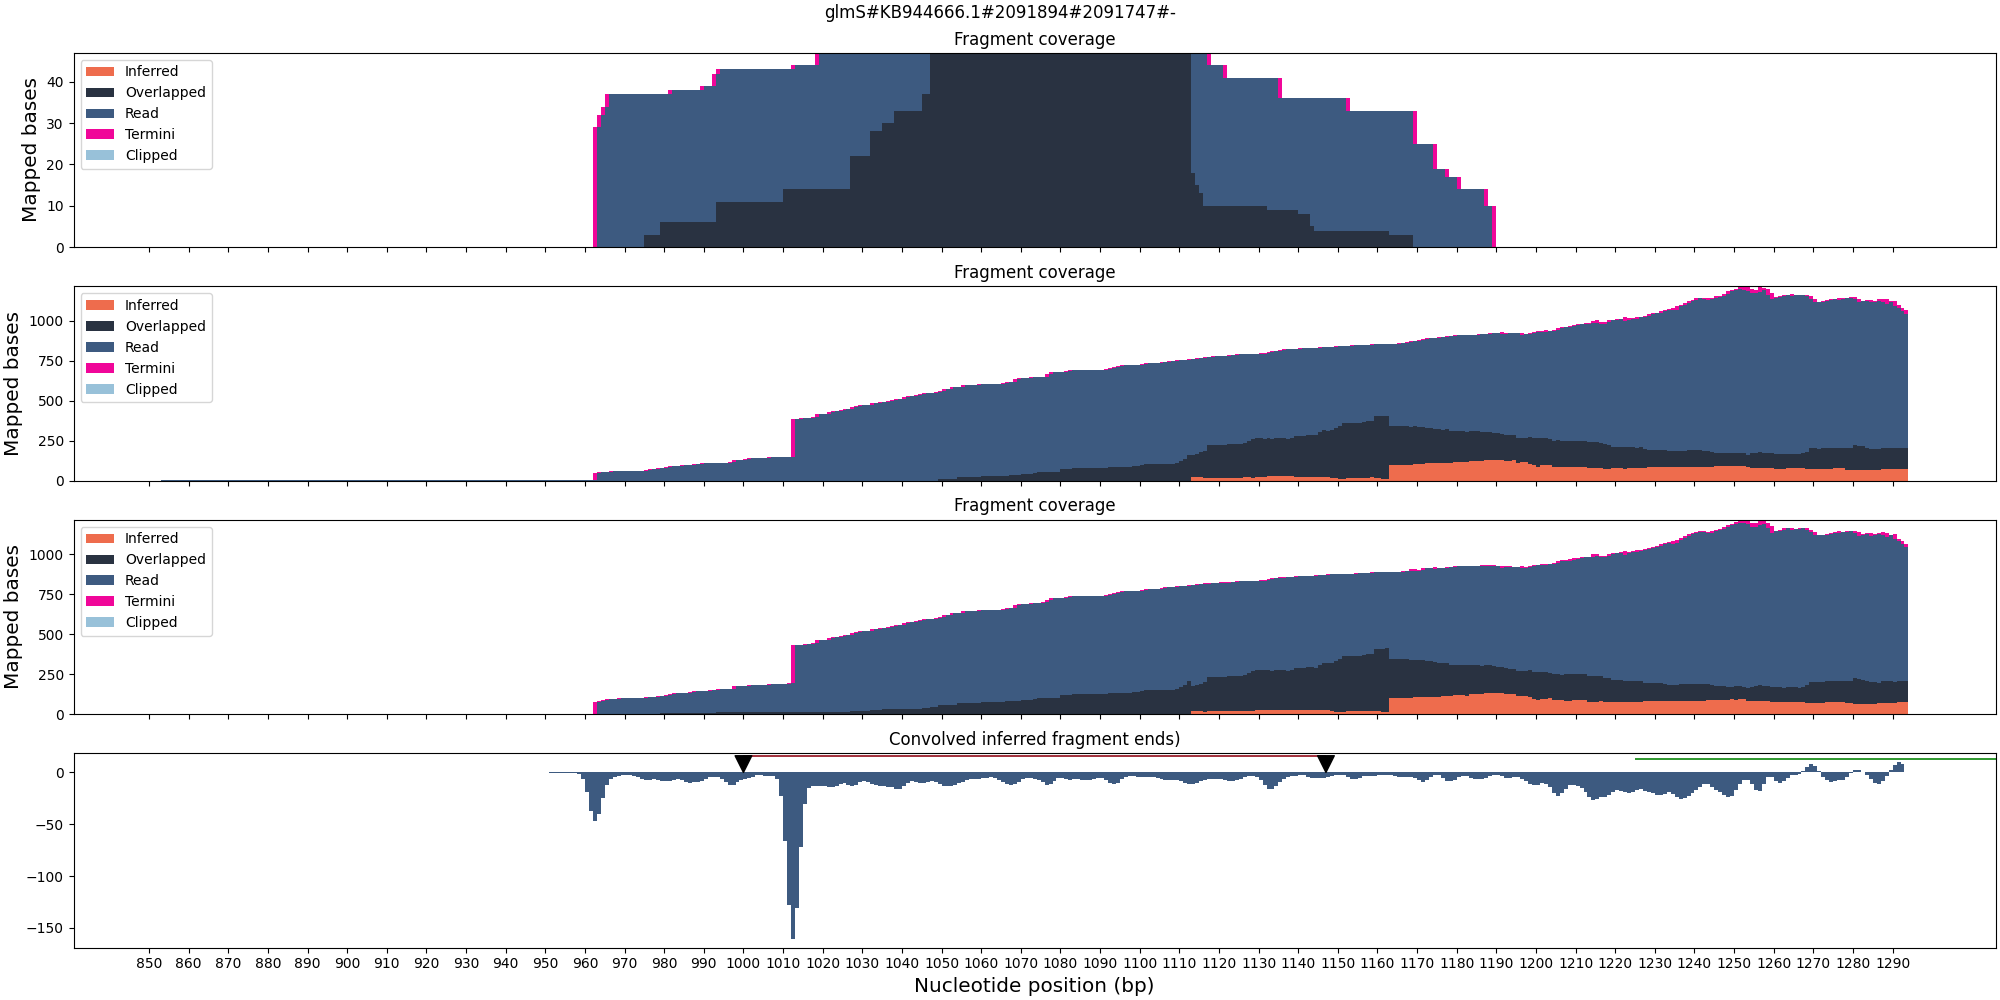 glmS#KB944666.1#2091894#2091747#-
Fragment coverage
Mapped bases
40
30
20
10
0
Inferred
Overlapped
Read
Termini
Clipped
Fragment coverage
Mapped bases
1000
750
500
250
0
Inferred
Overlapped
Read
Termini
Clipped
Fragment coverage
Mapped bases
1000
750
500
250
0
Inferred
Overlapped
Read
Termini
Clipped
Convolved inferred fragment ends)
0
−50
−100
−150
850 860 870 880 890 900 910 920 930 940 950 960 970 980 990 1000 1010 1020 1030 1040 1050 1060 1070 1080 1090 1100 1110 1120 1130 1140 1150 1160 1170 1180 1190 1200 1210 1220 1230 1240 1250 1260 1270 1280 1290
Nucleotide position (bp)